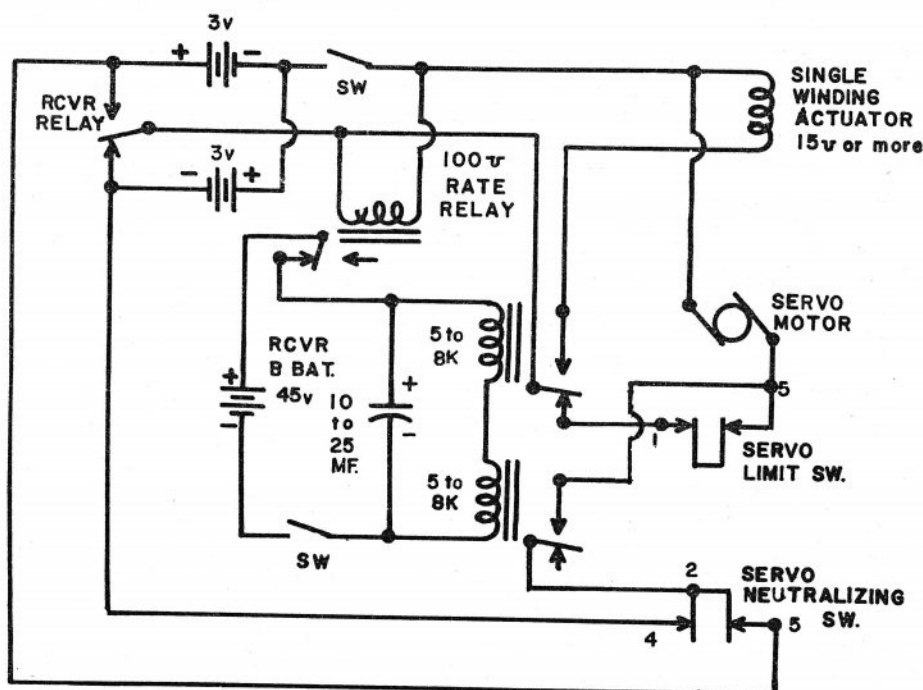 3v
+ -
SW
RCVR
RELAY
3v
- +
SINGLE
WINDING
ACTUATOR
15v or more
100v
RATE
RELAY
SERVO
MOTOR
RCVR
B BAT.
45v
+
-
10
to
25
MF.
+
-
5 to
8K
5 to
8K
5
1
SERVO
LIMIT SW.
SW
2
SERVO
NEUTRALIZING
SW.
4
5